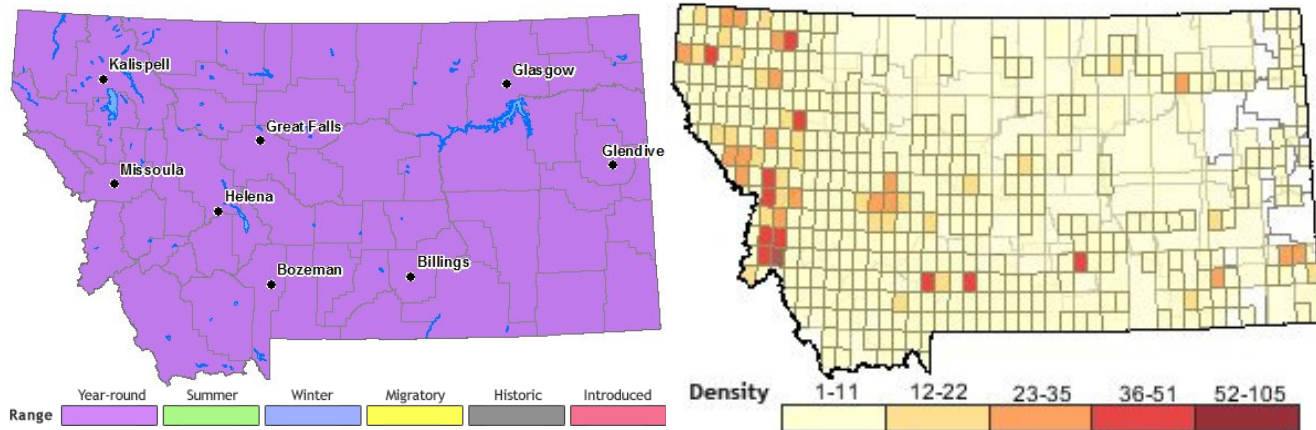 Kalispell
Glasgow
Great Falls
Glendive
Missoula
Helena
Bozeman
Billings
Year-round Summer Winter Migratory Historic Introduced
Range
Density 1-11 12-22 23-35 36-51 52-105